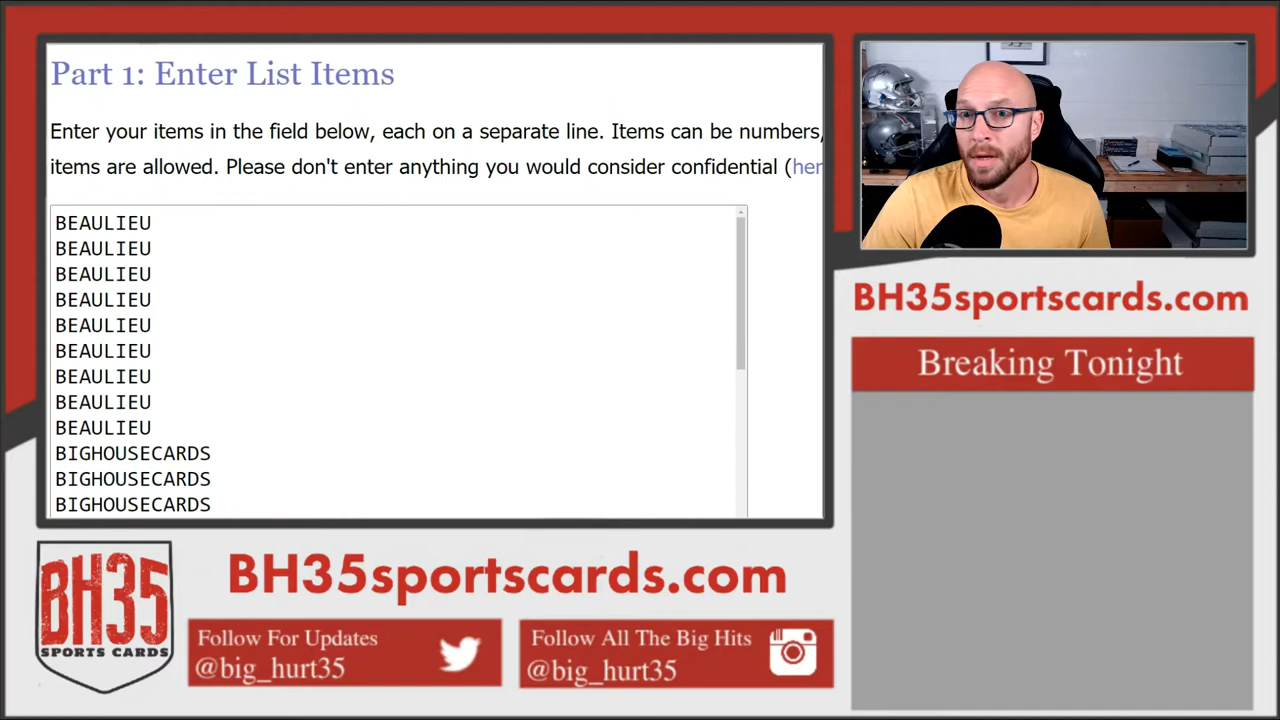 Part 1: Enter List Items
Enter your items in the field below, each on a separate line. Items can be numbers,
items are allowed. Please don't enter anything you would consider confidential (her
BEAULIEU
BEAULIEU
BEAULIEU
BEAULIEU
BEAULIEU
BEAULIEU
BEAULIEU
BEAULIEU
BEAULIEU
BIGHOUSECARDS
BIGHOUSECARDS
BIGHOUSECARDS
BH35sportscards.com
Breaking Tonight
BH35
SPORTS CARDS
BH35sportscards.com
Follow For Updates
@big_hurt35
Follow All The Big Hits
@big_hurt35